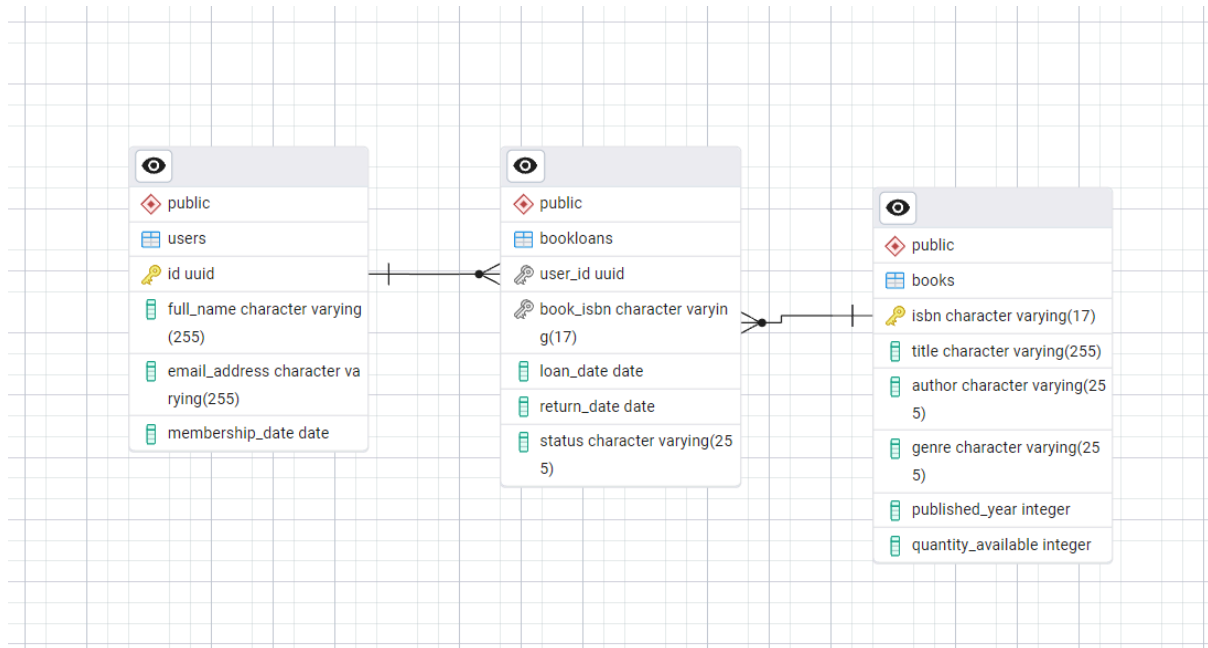 public
users
id uuid
full_name character varying
(255)
email_address character va
rying(255)
membership_date date
public
bookloans
user_id uuid
book_isbn character varyin
g(17)
loan_date date
return_date date
status character varying(25
5)
public
books
isbn character varying(17)
title character varying(255)
author character varying(25
5)
genre character varying(25
5)
published_year integer
quantity_available integer